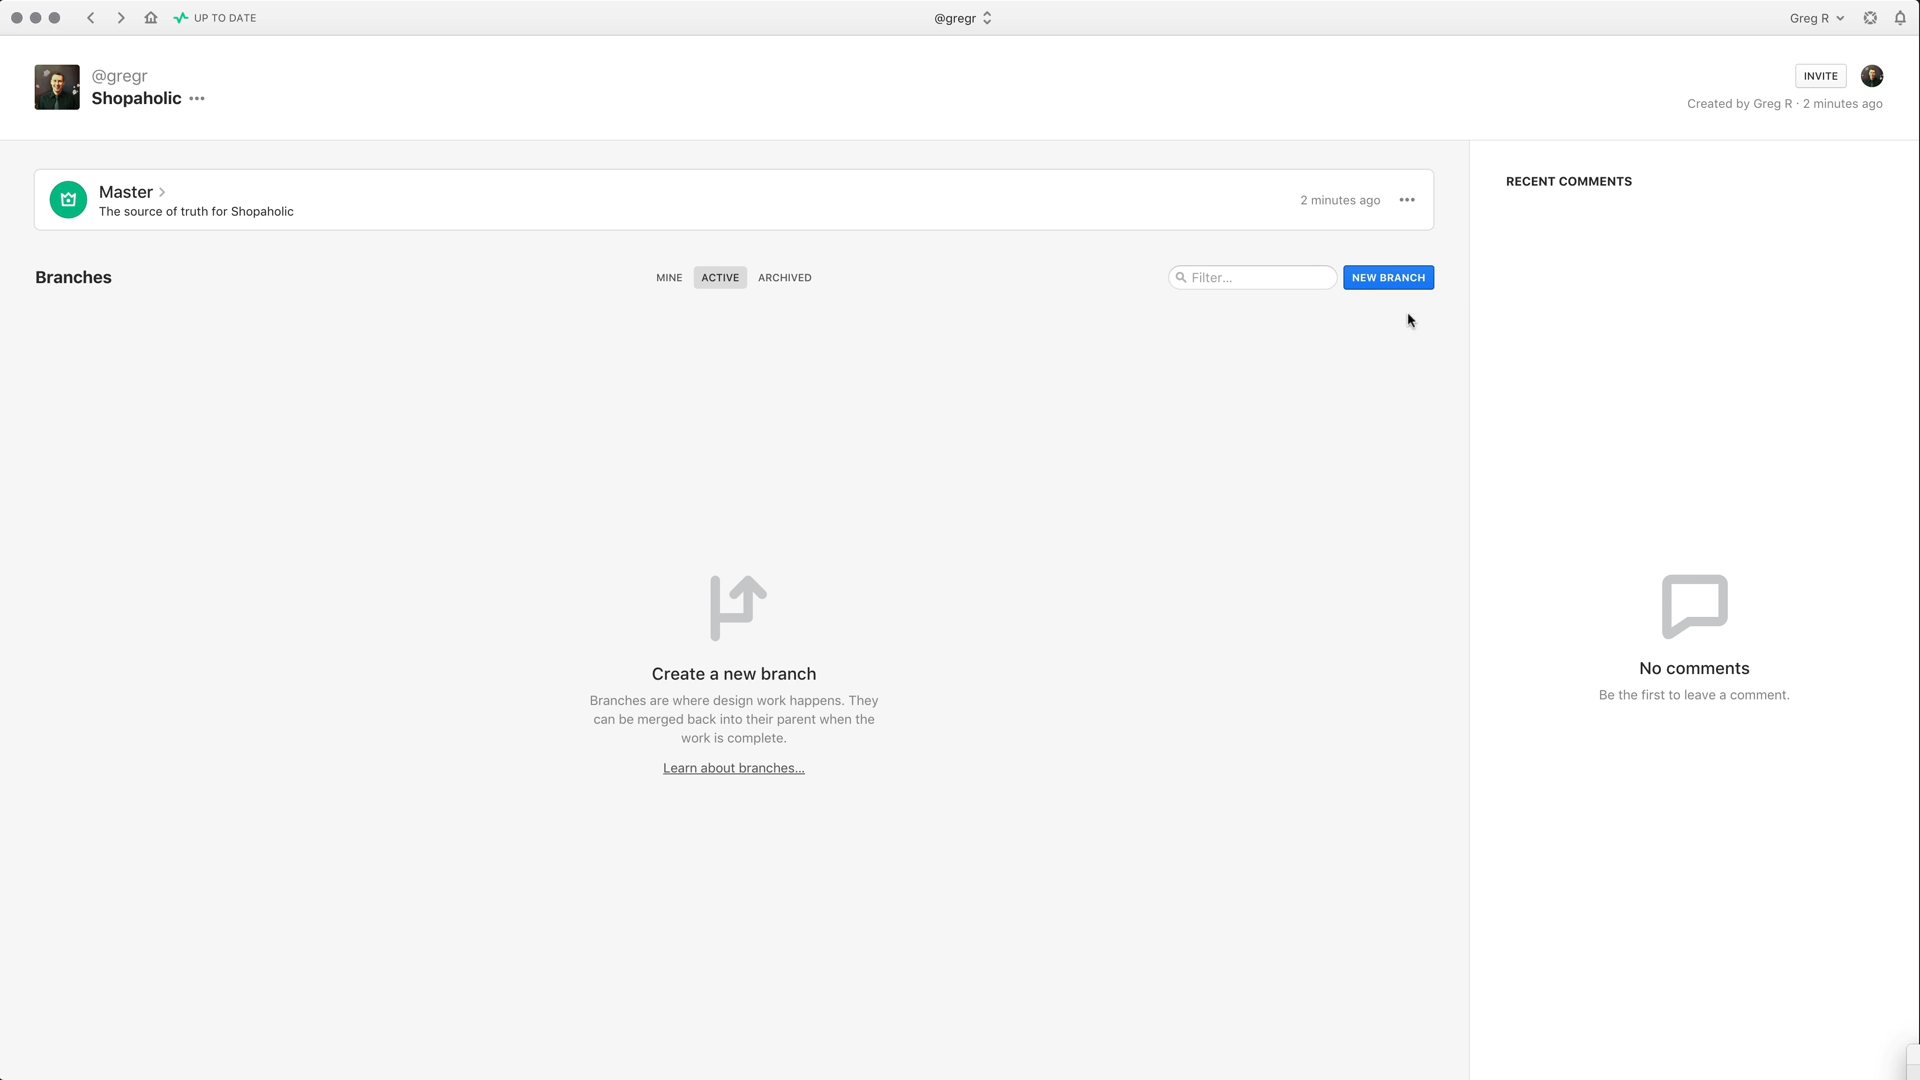 UP TO DATE
@gregr
Greg R
@gregr
Shopaholic
INVITE
Created by Greg R · 2 minutes ago
Master
The source of truth for Shopaholic
2 minutes ago
Branches
MINE
ACTIVE
ARCHIVED
Filter...
NEW BRANCH
Create a new branch
Branches are where design work happens. They
can be merged back into their parent when the
work is complete.
Learn about branches...
RECENT COMMENTS
No comments
Be the first to leave a comment.